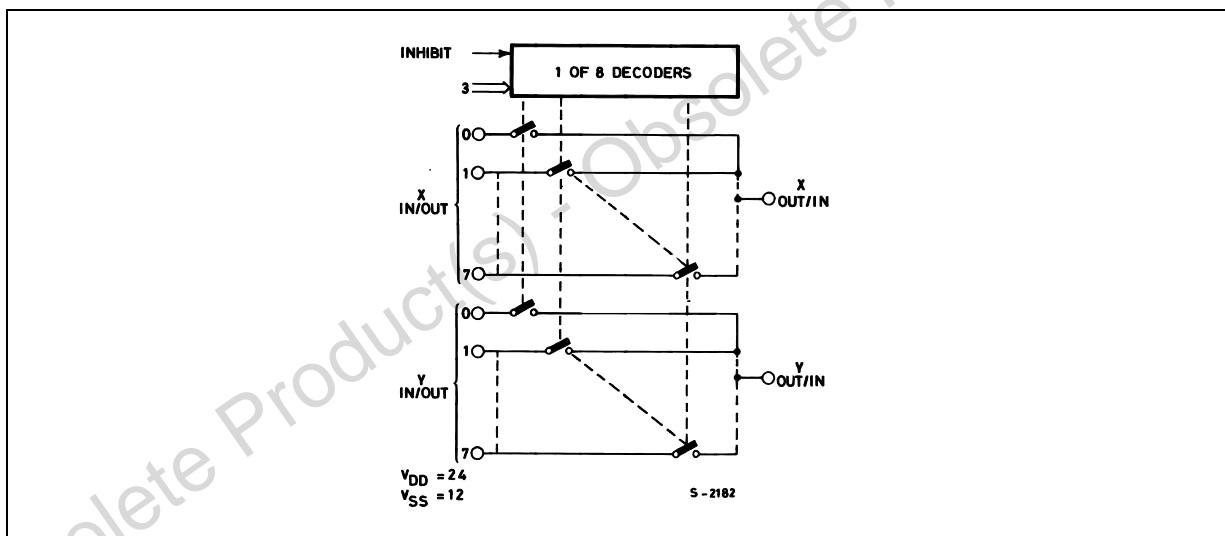 INHIBIT
1 OF 8 DECODERS
3
0
1
X
IN/OUT
X
OUT/IN
7
0
1
Y
IN/OUT
Y
OUT/IN
7
VDD = 24
VSS = 12
S-2182
olete Product(s) - Obsolete